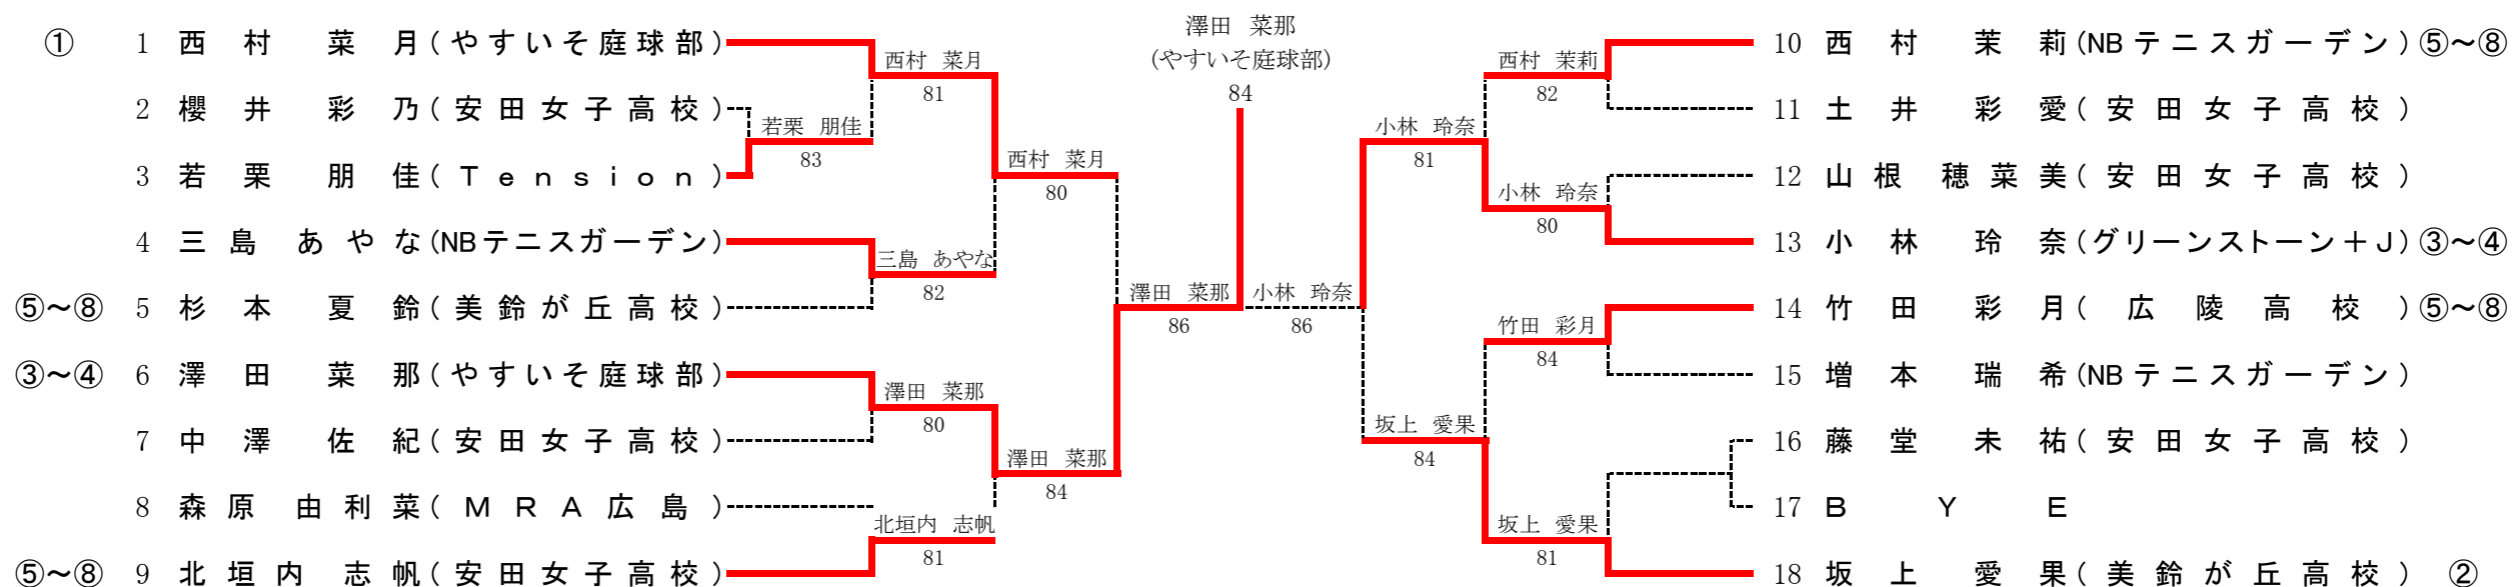 ① 1 西村 菜月(やすいそ庭球部)
2 櫻井 彩乃(安田女子高校)
3 若栗 朋佳(Tension)
4 三島 あやな(NBテニスガーデン)
⑤～⑧ 5 杉本 夏鈴(美鈴が丘高校)
③～④ 6 澤田 菜那(やすいそ庭球部)
7 中澤 佐紀(安田女子高校)
8 森原 由利菜(MRA広島)
⑤～⑧ 9 北垣内 志帆(安田女子高校)
西村 菜月
81
若栗 朋佳
83
三島 あやな
82
澤田 菜那
80
北垣内 志帆
81
西村 菜月
80
澤田 菜那
84
澤田 菜那
86
澤田 菜那
(やすいそ庭球部)
84
小林 玲奈
86
小林 玲奈
81
坂上 愛果
84
西村 茉莉
82
小林 玲奈
80
竹田 彩月
84
坂上 愛果
81
10 西村 茉莉(NBテニスガーデン)⑤～⑧
11 土井 彩愛(安田女子高校)
12 山根 穂菜美(安田女子高校)
13 小林 玲奈(グリーンストーン＋J)③～④
14 竹田 彩月(広陵高校)⑤～⑧
15 増本 瑞希(NBテニスガーデン)
16 藤堂 未祐(安田女子高校)
17 BYE
18 坂上 愛果(美鈴が丘高校) ②